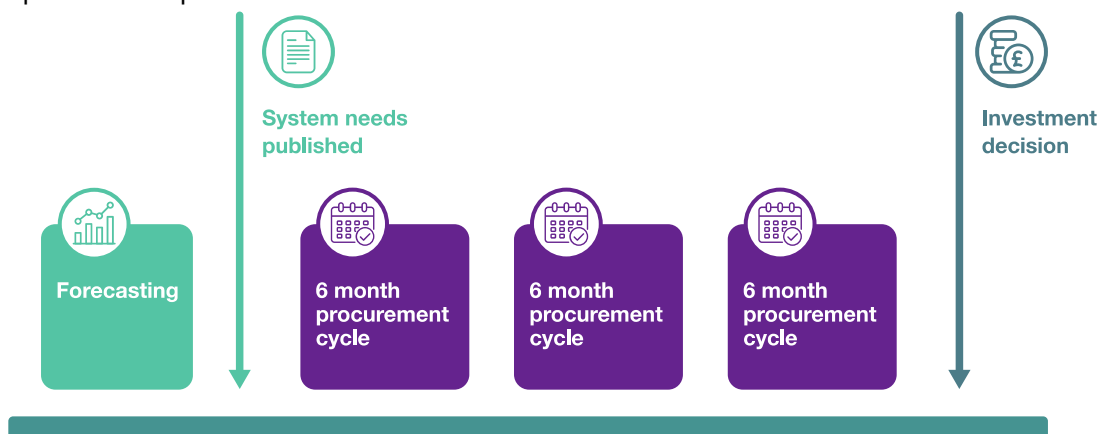 System needs
published
Investment
decision
Forecasting
6 month
procurement
cycle
6 month
procurement
cycle
6 month
procurement
cycle
£